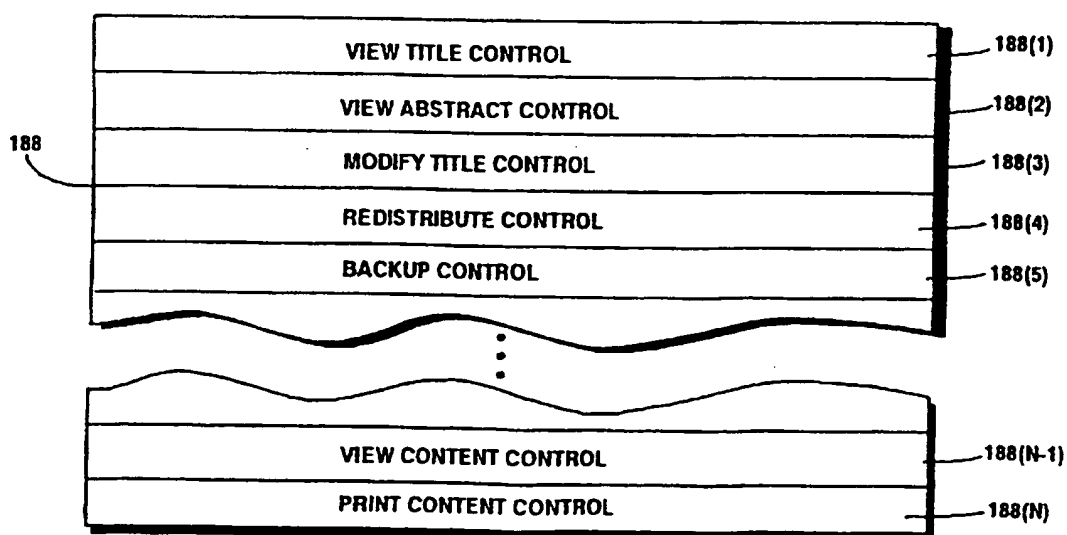 VIEW TITLE CONTROL 188(1)
VIEW ABSTRACT CONTROL 188(2)
188
MODIFY TITLE CONTROL 188(3)
REDISTRIBUTE CONTROL 188(4)
BACKUP CONTROL 188(5)
VIEW CONTENT CONTROL 188(N-1)
PRINT CONTENT CONTROL 188(N)